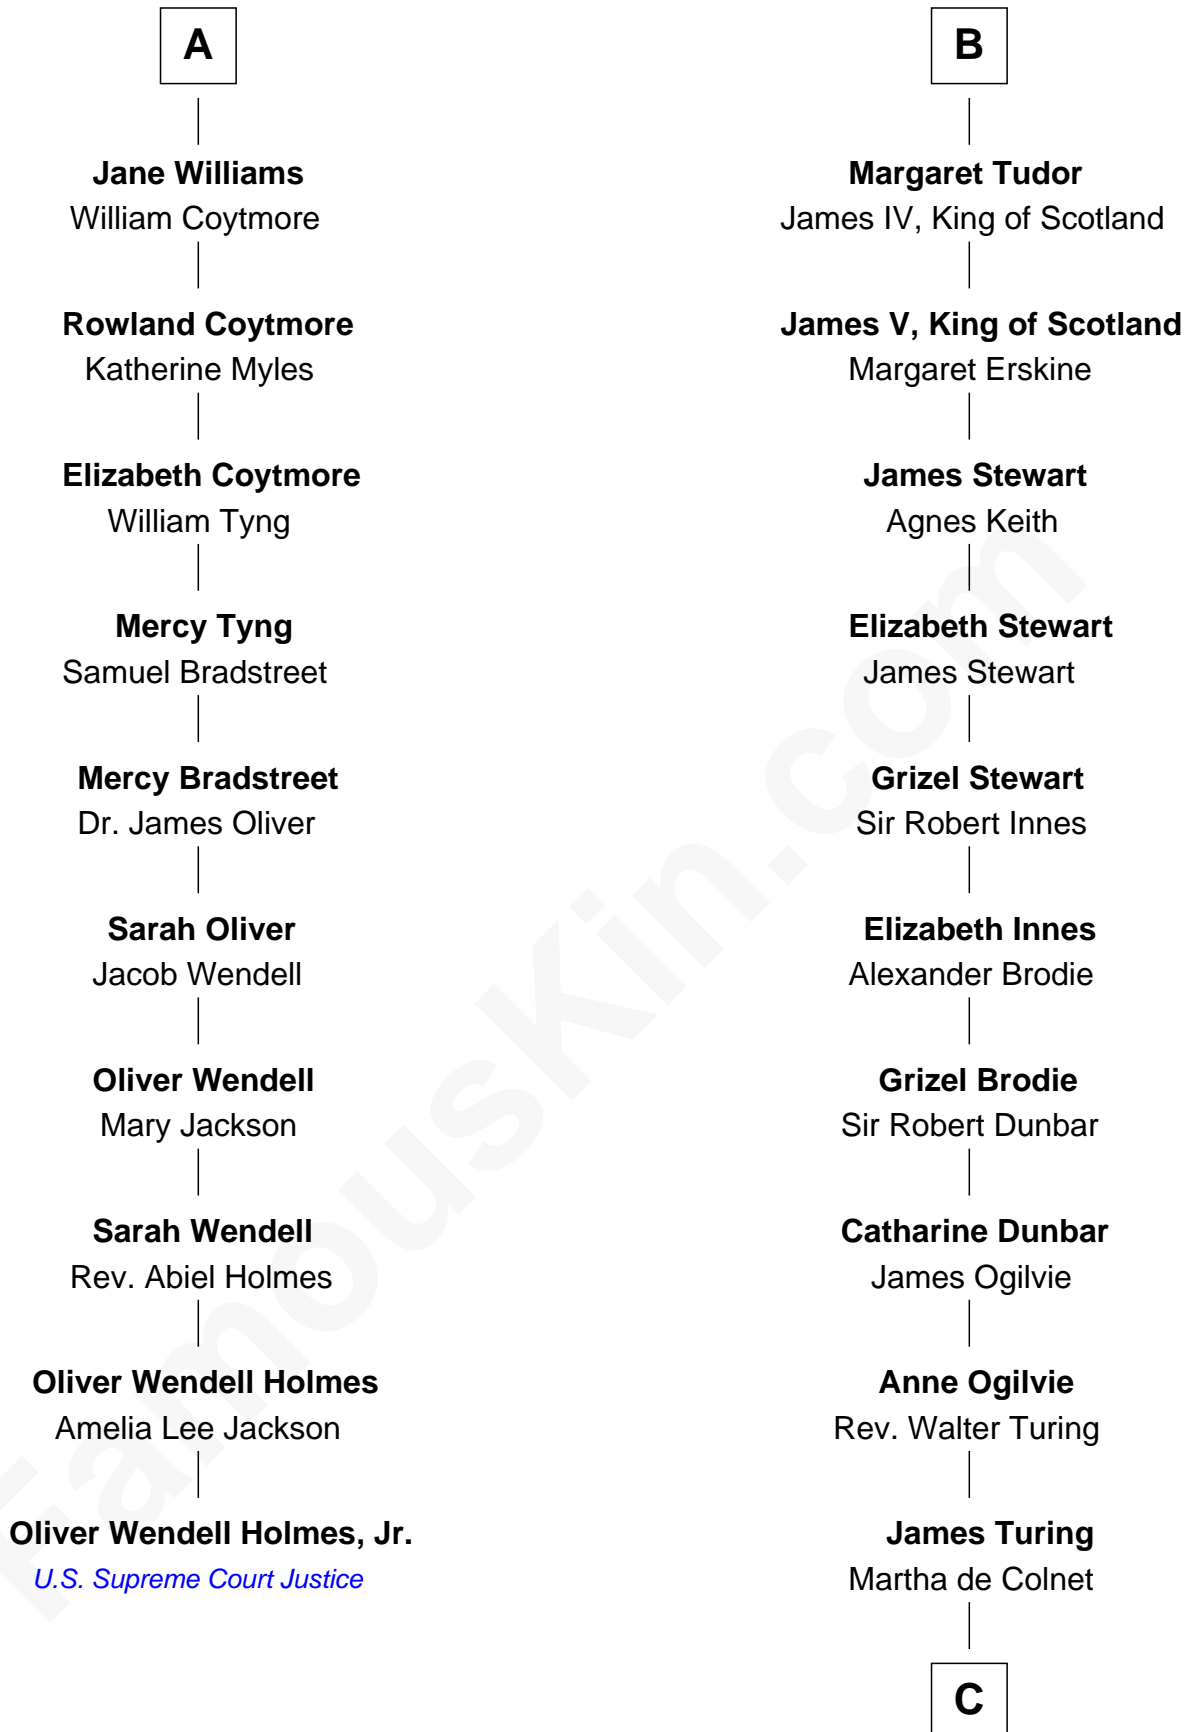 A
Jane Williams
William Coytmore
Rowland Coytmore
Katherine Myles
Elizabeth Coytmore
William Tyng
Mercy Tyng
Samuel Bradstreet
Mercy Bradstreet
Dr. James Oliver
Sarah Oliver
Jacob Wendell
Oliver Wendell
Mary Jackson
Sarah Wendell
Rev. Abiel Holmes
Oliver Wendell Holmes
Amelia Lee Jackson
Oliver Wendell Holmes, Jr.
U.S. Supreme Court Justice
B
Margaret Tudor
James IV, King of Scotland
James V, King of Scotland
Margaret Erskine
James Stewart
Agnes Keith
Elizabeth Stewart
James Stewart
Grizel Stewart
Sir Robert Innes
Elizabeth Innes
Alexander Brodie
Grizel Brodie
Sir Robert Dunbar
Catharine Dunbar
James Ogilvie
Anne Ogilvie
Rev. Walter Turing
James Turing
Martha de Colnet
C
FamousKin.com